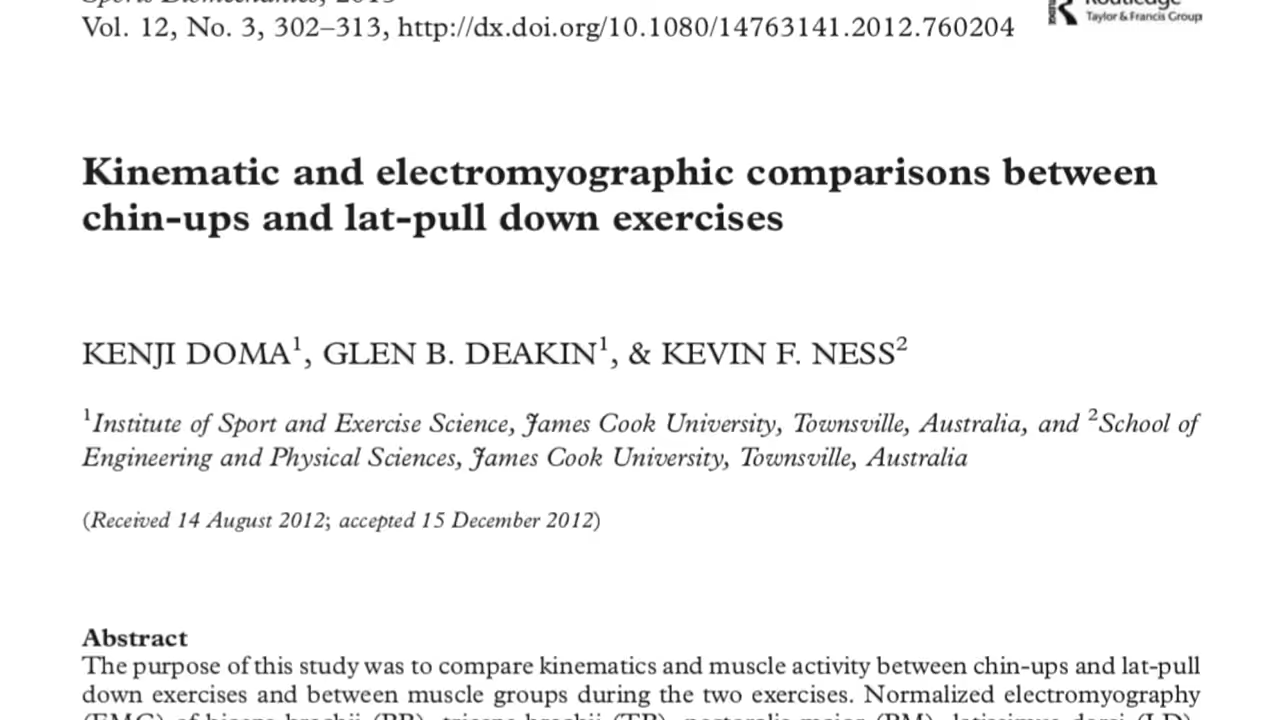 Vol. 12, No. 3, 302–313, http://dx.doi.org/10.1080/14763141.2012.760204
Taylor & Francis Group
Kinematic and electromyographic comparisons between
chin-ups and lat-pull down exercises
KENJI DOMA¹, GLEN B. DEAKIN¹, & KEVIN F. NESS²
¹Institute of Sport and Exercise Science, James Cook University, Townsville, Australia, and ²School of
Engineering and Physical Sciences, James Cook University, Townsville, Australia
(Received 14 August 2012; accepted 15 December 2012)
Abstract
The purpose of this study was to compare kinematics and muscle activity between chin-ups and lat-pull
down exercises and between muscle groups during the two exercises. Normalized electromyography